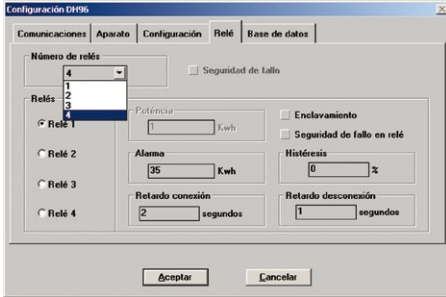 Configuración DH96
Comunicaciones Aparato Configuración Relé Base de datos
Número de relés
4
Seguridad de fallo
1
2
3
4
Relés
Relé 1
Relé 2
Relé 3
Relé 4
Poténcia
1 Kwh
Enclavamiento
Seguridad de fallo en relé
Alarma
35 Kwh
Histéresis
0 %
Retardo conexión
2 segundos
Retardo desconexión
1 segundos
Aceptar
Cancelar